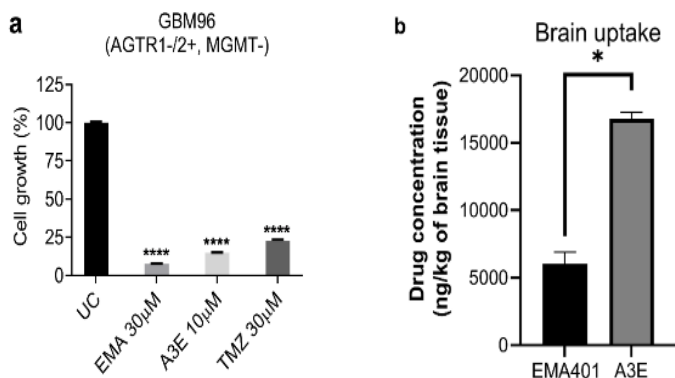 a
GBM96
(AGTR1-/2+, MGMT-)
Cell growth (%)
125
100
75
50
25
0
****
****
****
UC
EMA 30μM
A3E 10μM
TMZ 30μM
b
Brain uptake
*
Drug concentration
(ng/kg of brain tissue)
20000
15000
10000
5000
0
EMA401
A3E